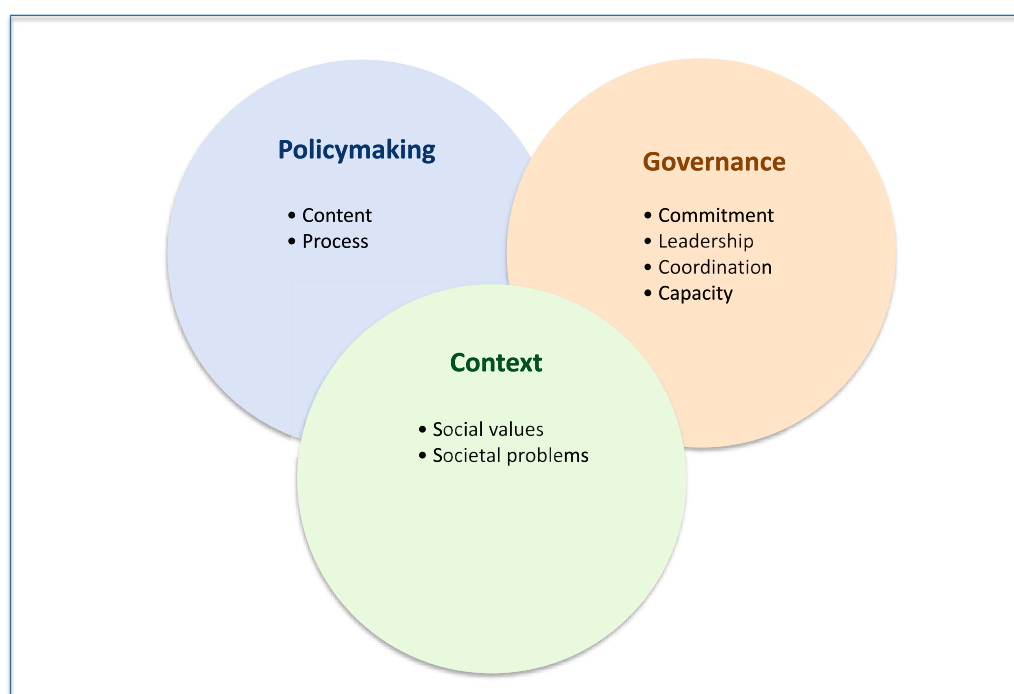 Policymaking
• Content
• Process
Governance
• Commitment
• Leadership
• Coordination
• Capacity
Context
• Social values
• Societal problems